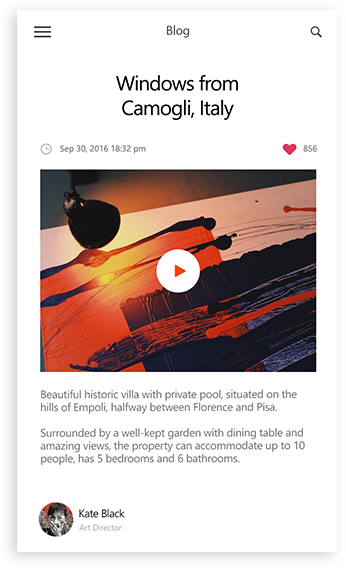 Blog
Windows from
Camogli, Italy
Sep 30, 2016 18:32 pm
856
Beautiful historic villa with private pool, situated on the
hills of Empoli, halfway between Florence and Pisa.
Surrounded by a well-kept garden with dining table and
amazing views, the property can accommodate up to 10
people, has 5 bedrooms and 6 bathrooms.
Kate Black
Art Director